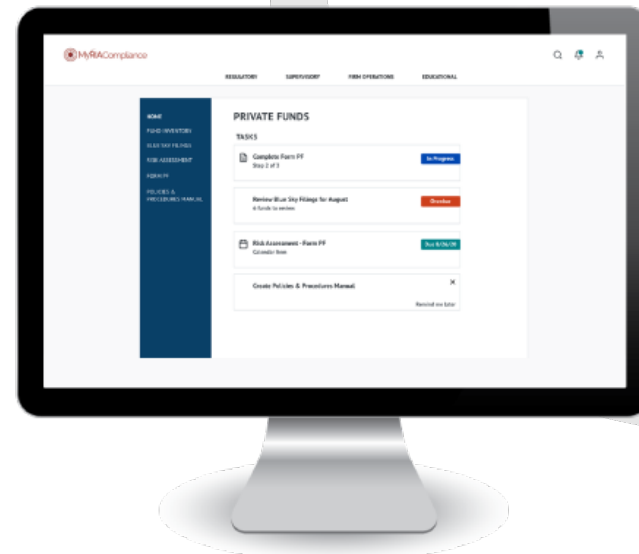 MyRIACompliance
REGULATORY SUPERVISORY FIRM OPERATIONS EDUCATIONAL
HOME
FUND INVENTORY
BLUE SKY FILINGS
RISK ASSESSMENT
FORM PF
POLICIES &
PROCEDURES MANUAL
PRIVATE FUNDS
TASKS
Complete Form PF
Step 2 of 3
In Progress
Review Blue Sky Filings for August
funds to review
Overdue
Risk Assessment - Form PF
Calendar Item
Create Policies & Procedures Manual
Remind me later